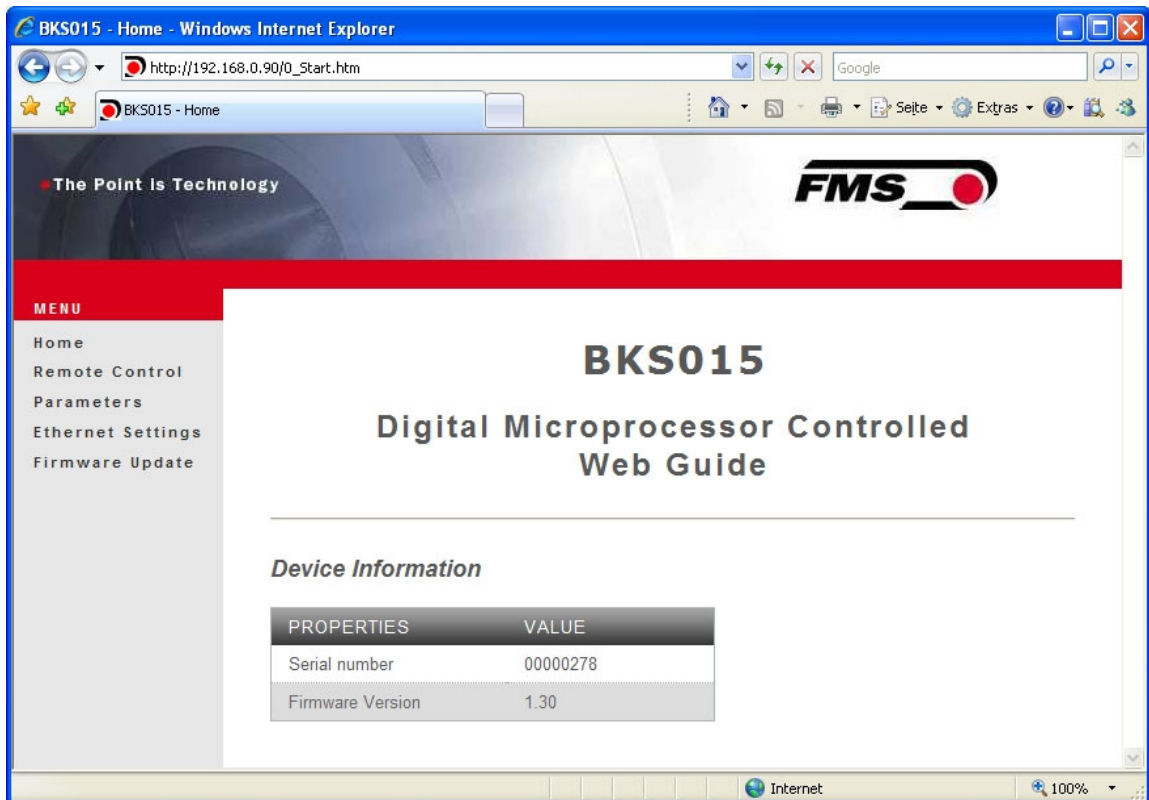 BKS015 - Home - Windows Internet Explorer
http://192.168.0.90/0_Start.htm
Google
BKS015 - Home
Seite
Extras
The Point is Technology
FMS
MENU
Home
Remote Control
Parameters
Ethernet Settings
Firmware Update
BKS015
Digital Microprocessor Controlled
Web Guide
Device Information
PROPERTIES VALUE
Serial number 00000278
Firmware Version 1.30
Internet
100%